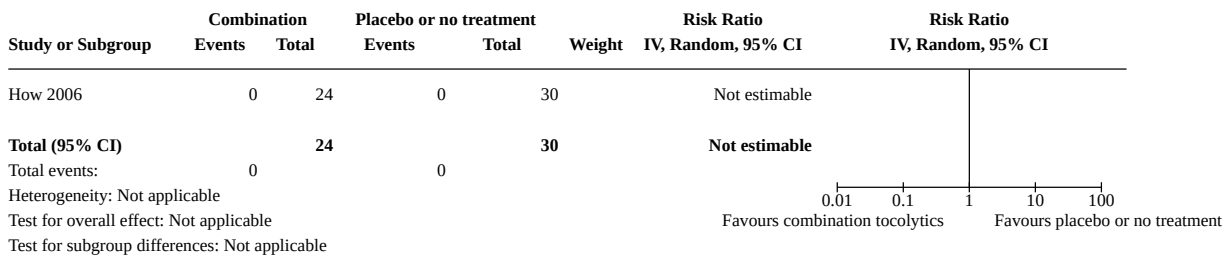 Combination Placebo or no treatment Risk Ratio Risk Ratio
Study or Subgroup Events Total Events Total Weight IV, Random, 95% CI IV, Random, 95% CI
How 2006 0 24 0 30 Not estimable
Total (95% CI) 24 30 Not estimable
Total events: 0 0
Heterogeneity: Not applicable
0.01 0.1 1 10 100
Test for overall effect: Not applicable Favours combination tocolytics Favours placebo or no treatment
Test for subgroup differences: Not applicable